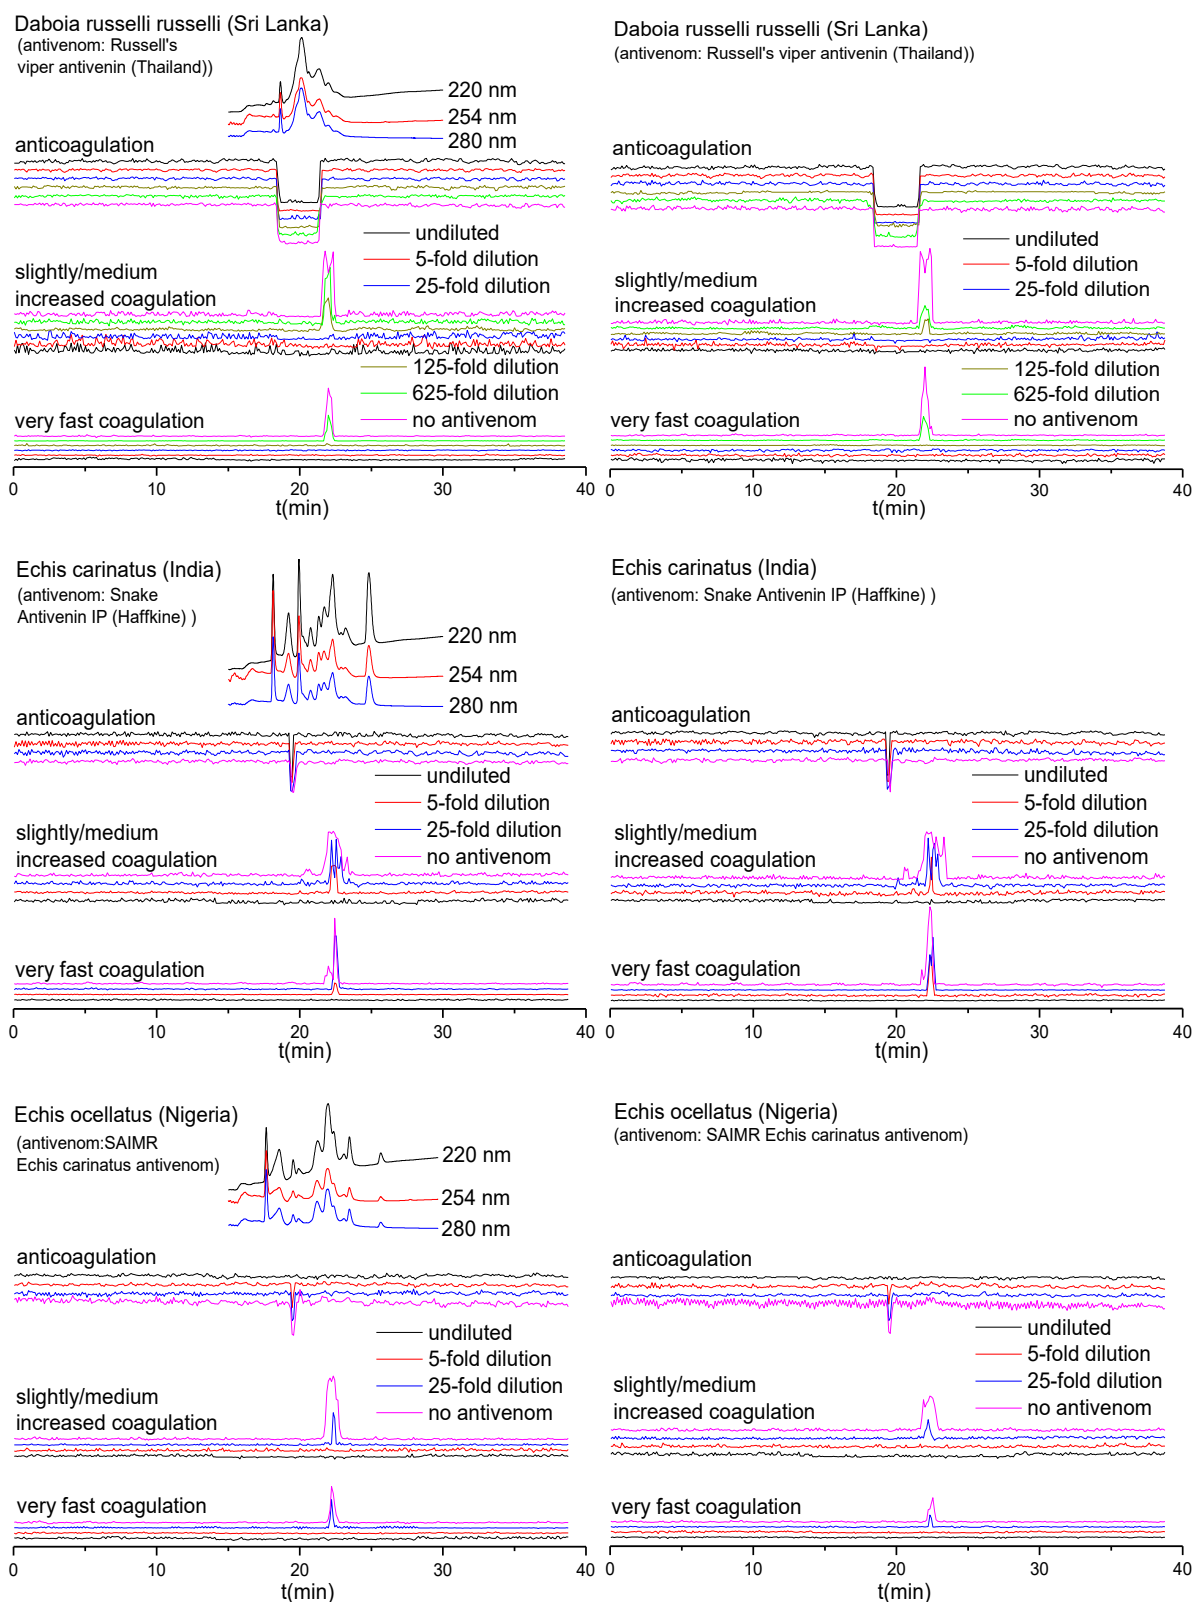 Daboia russelli russelli (Sri Lanka)
(antivenom: Russell's
viper antivenin (Thailand))
220 nm
254 nm
280 nm
anticoagulation
undiluted
5-fold dilution
25-fold dilution
slightly/medium
increased coagulation
125-fold dilution
625-fold dilution
no antivenom
very fast coagulation
0 10 20 30 40
t(min)
Daboia russelli russelli (Sri Lanka)
(antivenom: Russell's viper antivenin (Thailand))
anticoagulation
undiluted
5-fold dilution
25-fold dilution
slightly/medium
increased coagulation
125-fold dilution
625-fold dilution
no antivenom
very fast coagulation
0 10 20 30 40
t(min)
Echis carinatus (India)
(antivenom: Snake
Antivenin IP (Haffkine) )
220 nm
254 nm
280 nm
anticoagulation
undiluted
5-fold dilution
25-fold dilution
no antivenom
slightly/medium
increased coagulation
very fast coagulation
0 10 20 30 40
t(min)
Echis carinatus (India)
(antivenom: Snake Antivenin IP (Haffkine) )
anticoagulation
undiluted
5-fold dilution
25-fold dilution
no antivenom
slightly/medium
increased coagulation
very fast coagulation
0 10 20 30 40
t(min)
Echis ocellatus (Nigeria)
(antivenom:SAIMR
Echis carinatus antivenom)
220 nm
254 nm
280 nm
anticoagulation
undiluted
5-fold dilution
25-fold dilution
no antivenom
slightly/medium
increased coagulation
very fast coagulation
0 10 20 30 40
t(min)
Echis ocellatus (Nigeria)
(antivenom: SAIMR Echis carinatus antivenom)
anticoagulation
undiluted
5-fold dilution
25-fold dilution
no antivenom
slightly/medium
increased coagulation
very fast coagulation
0 10 20 30 40
t(min)